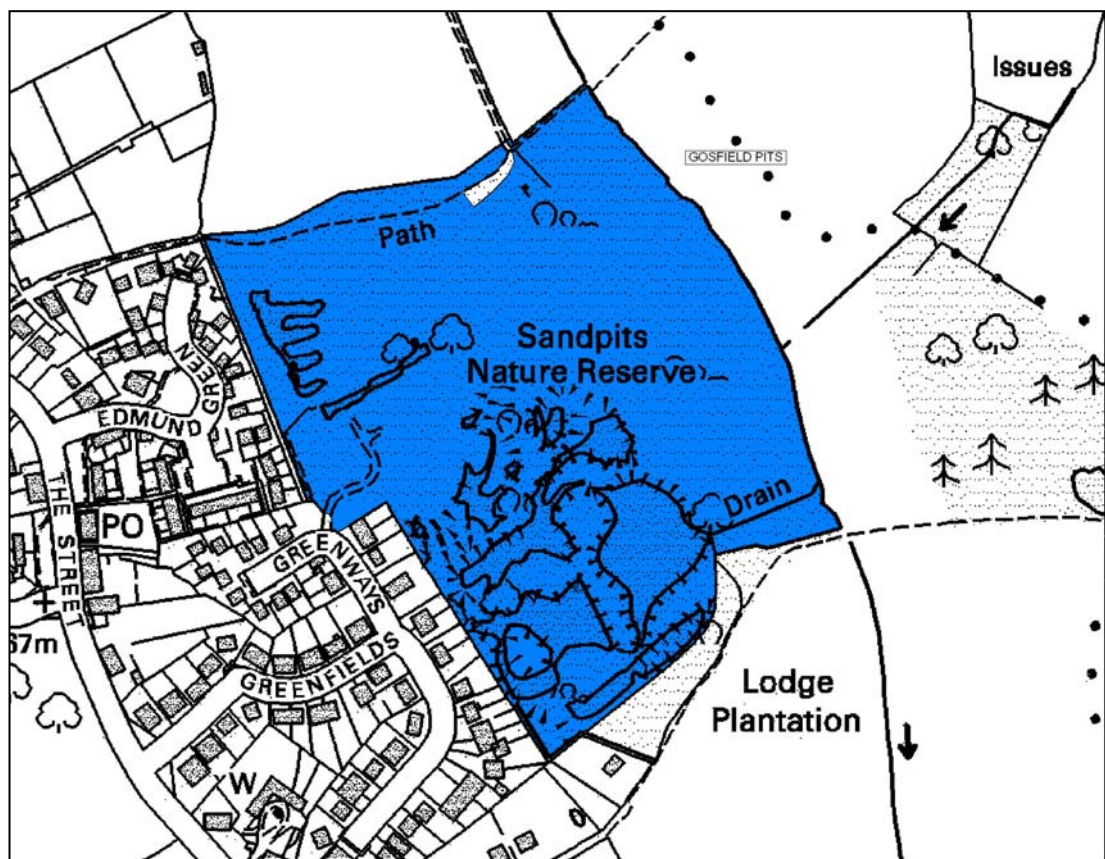 Issues
GOSFIELD PITS
Path
Sandpits
Nature Reserve
EDMUND GREEN
THE STREET
PO
Drain
GREENWAYS
67m
GREENFIELDS
Lodge
Plantation
W